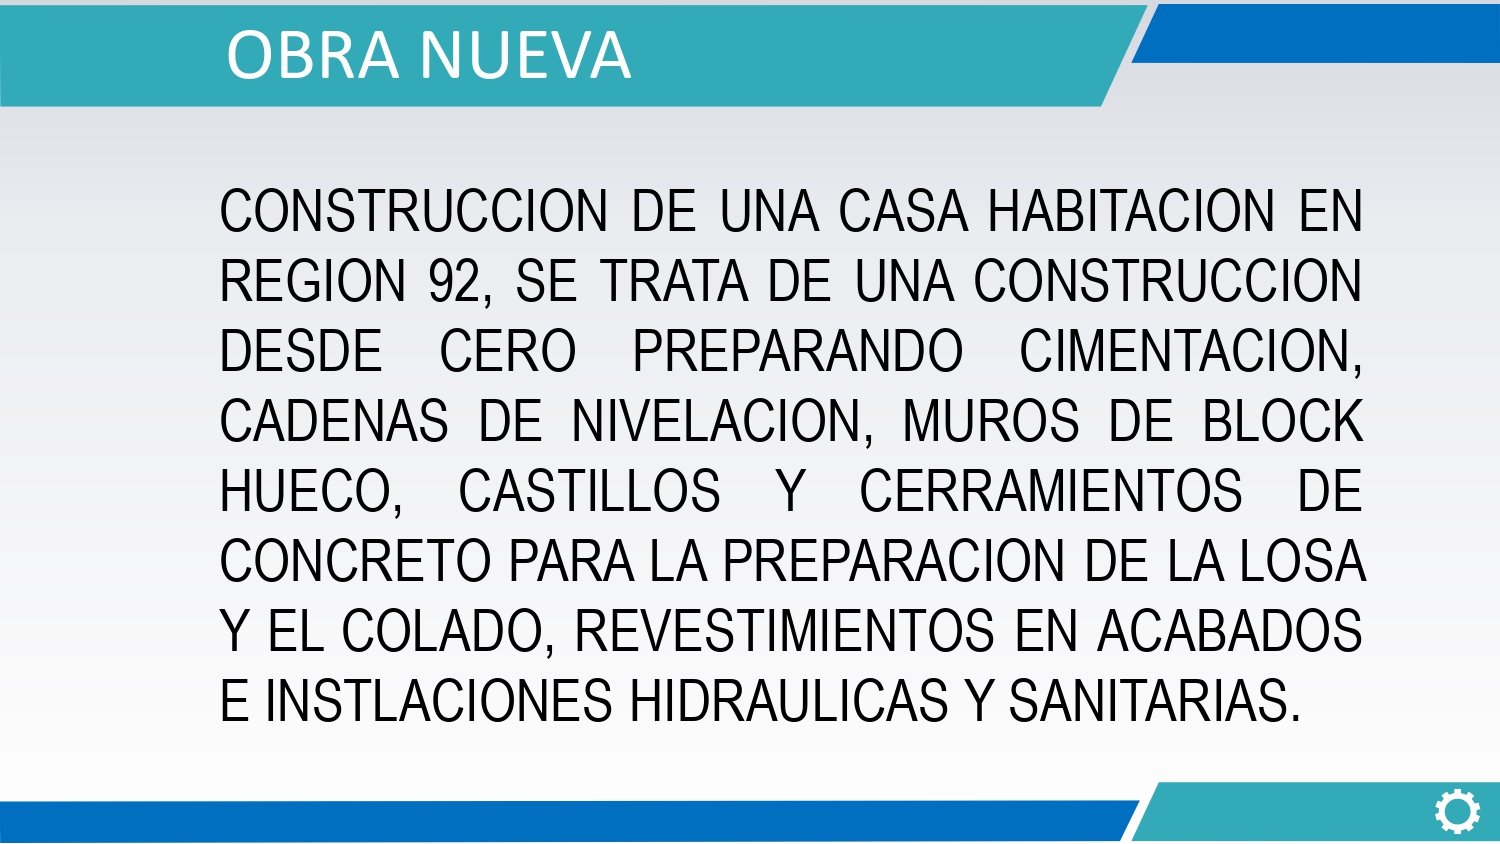 OBRA NUEVA
CONSTRUCCION DE UNA CASA HABITACION EN
REGION 92, SE TRATA DE UNA CONSTRUCCION
DESDE CERO PREPARANDO CIMENTACION,
CADENAS DE NIVELACION, MUROS DE BLOCK
HUECO, CASTILLOS Y CERRAMIENTOS DE
CONCRETO PARA LA PREPARACION DE LA LOSA
Y EL COLADO, REVESTIMIENTOS EN ACABADOS
E INSTLACIONES HIDRAULICAS Y SANITARIAS.